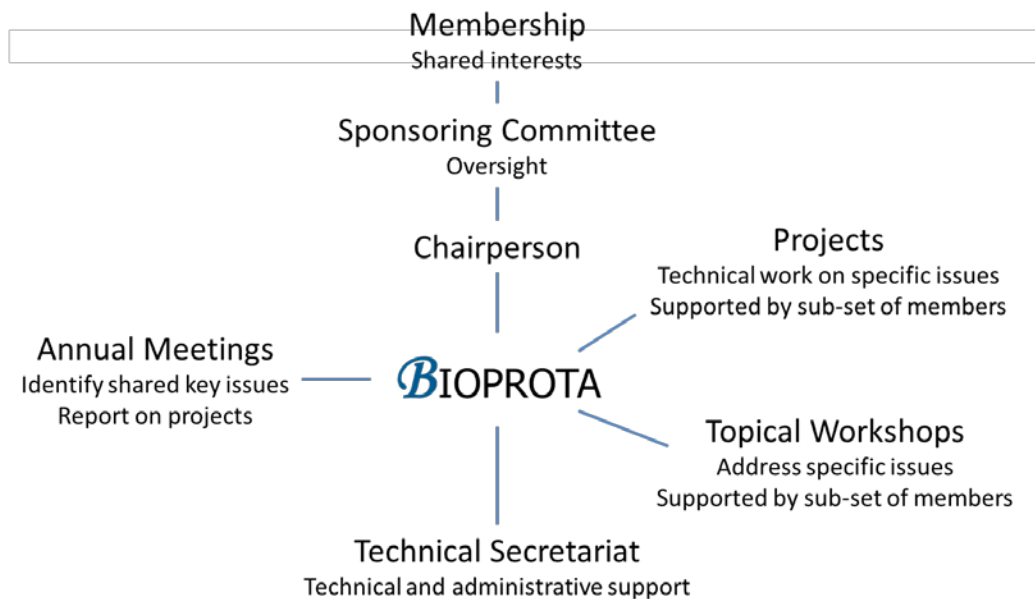 Membership
Shared interests
Sponsoring Committee
Oversight
Chairperson
Projects
Technical work on specific issues
Supported by sub-set of members
Annual Meetings
Identify shared key issues
Report on projects
BIOPROTA
Topical Workshops
Address specific issues
Supported by sub-set of members
Technical Secretariat
Technical and administrative support